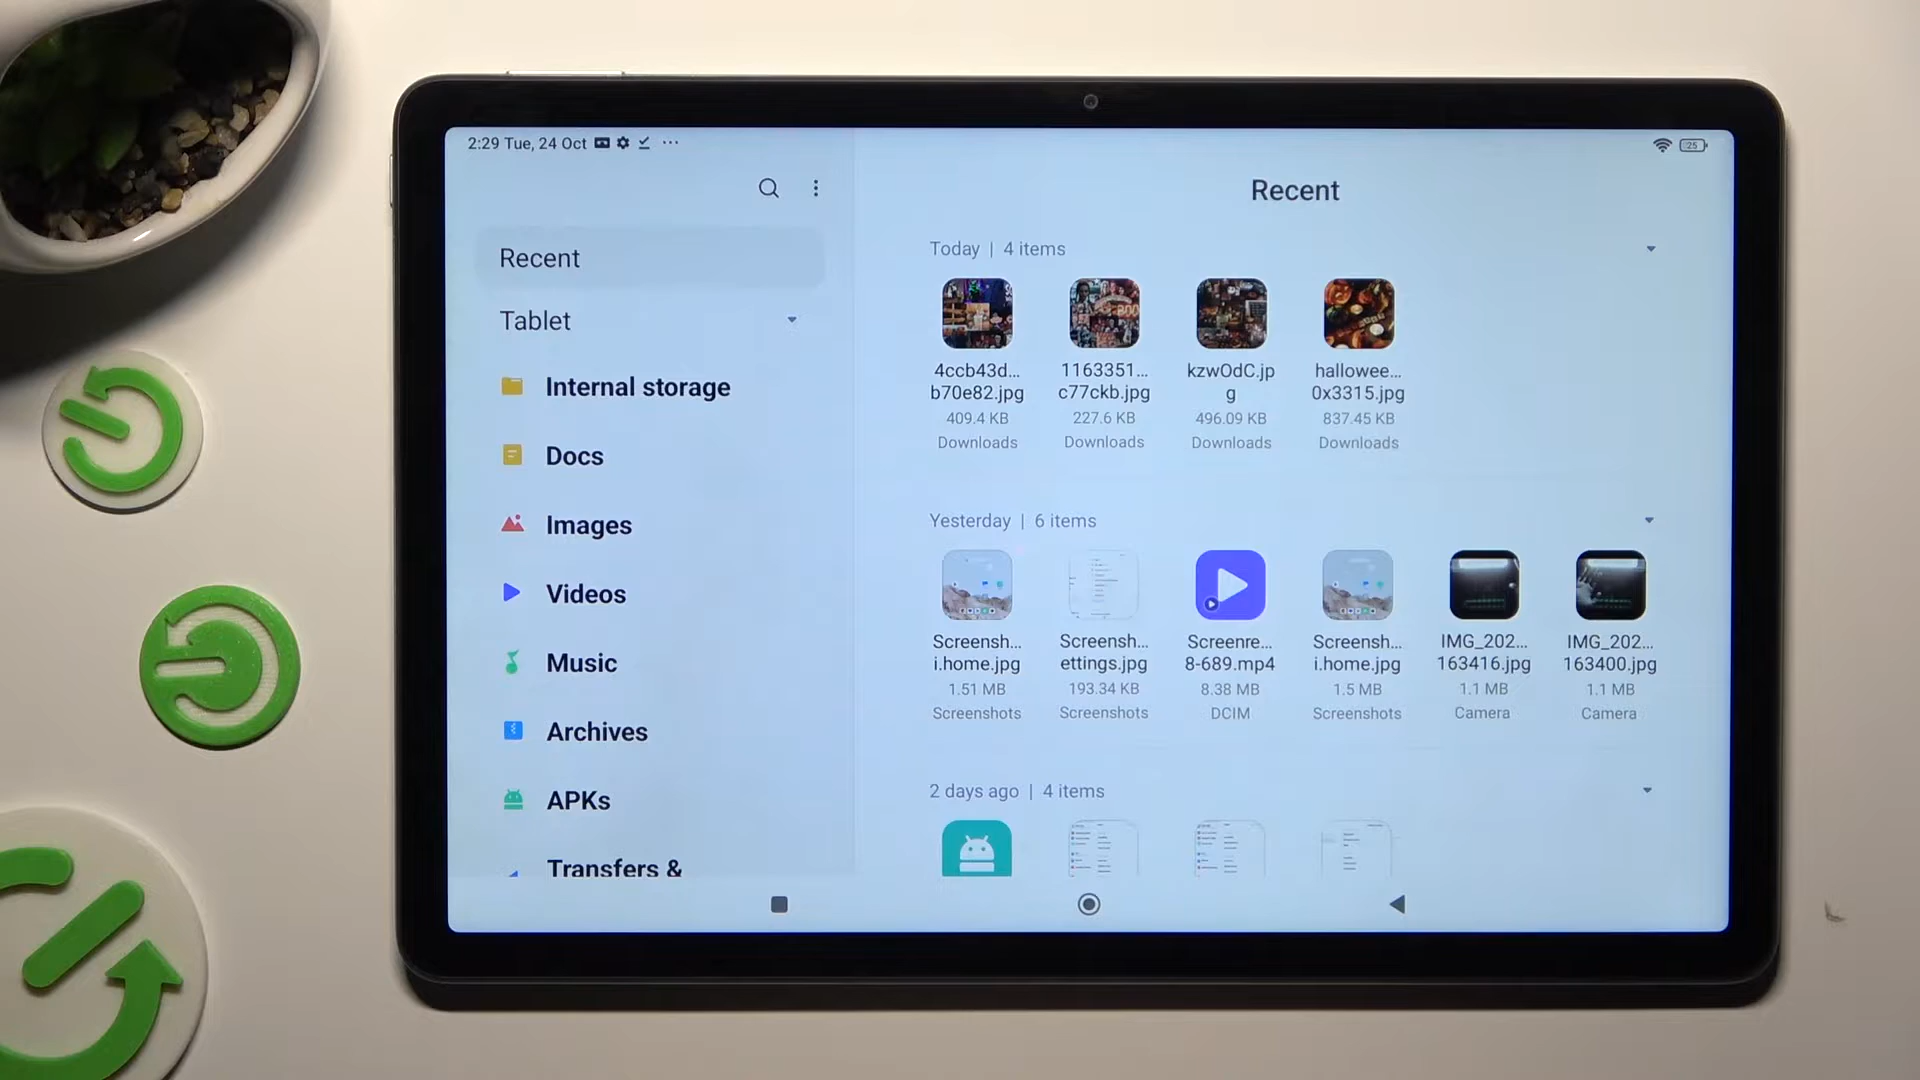 2:29 Tue, 24 Oct ···
25
Recent
Recent
Tablet
Internal storage
Docs
Images
Videos
Music
Archives
APKs
Transfers &
Today | 4 items
4ccb43d... 1163351... kzwOdC.jp hallowee...
b70e82.jpg c77ckb.jpg g 0x3315.jpg
409.4 KB 227.6 KB 496.09 KB 837.45 KB
Downloads Downloads Downloads Downloads
Yesterday | 6 items
Screensh... Screensh... Screenre... Screensh... IMG_202... IMG_202...
i.home.jpg ettings.jpg 8-689.mp4 i.home.jpg 163416.jpg 163400.jpg
1.51 MB 193.34 KB 8.38 MB 1.5 MB 1.1 MB 1.1 MB
Screenshots Screenshots DCIM Screenshots Camera Camera
2 days ago | 4 items